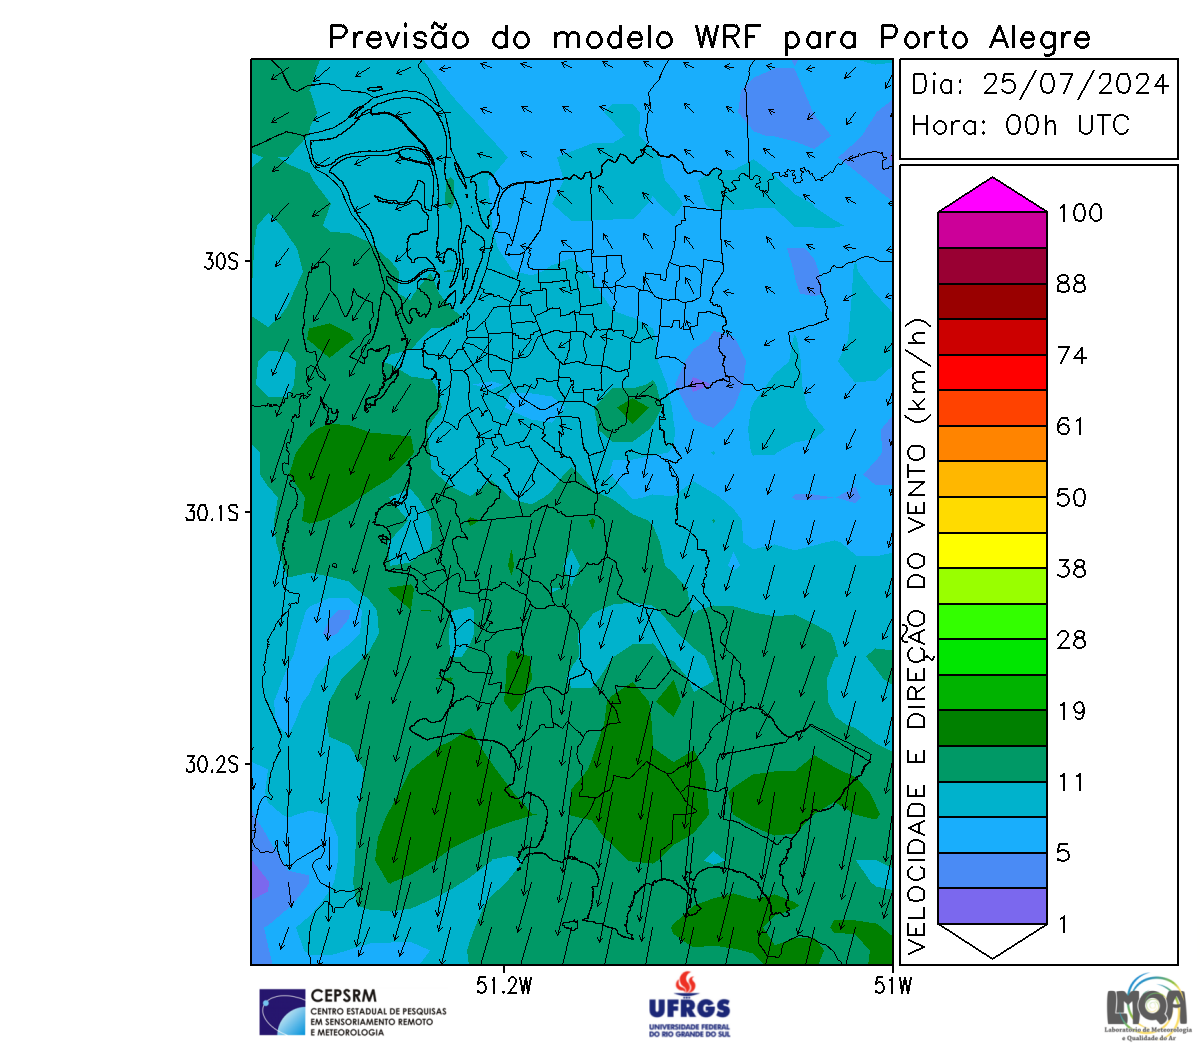 Previsão do modelo WRF para Porto Alegre
Dia: 25/07/2024
Hora: 00h UTC
100
88
74
61
50
38
28
19
11
5
1
VELOCIDADE E DIREÇÃO DO VENTO (km/h)
30S
30.1S
30.2S
51.2W
51W
CEPSRM
CENTRO ESTADUAL DE PESQUISAS
EM SENSORIAMENTO REMOTO
E METEOROLOGIA
UFRGS
UNIVERSIDADE FEDERAL
DO RIO GRANDE DO SUL
LMQA
Laboratório de Meteorologia
e Qualidade do Ar